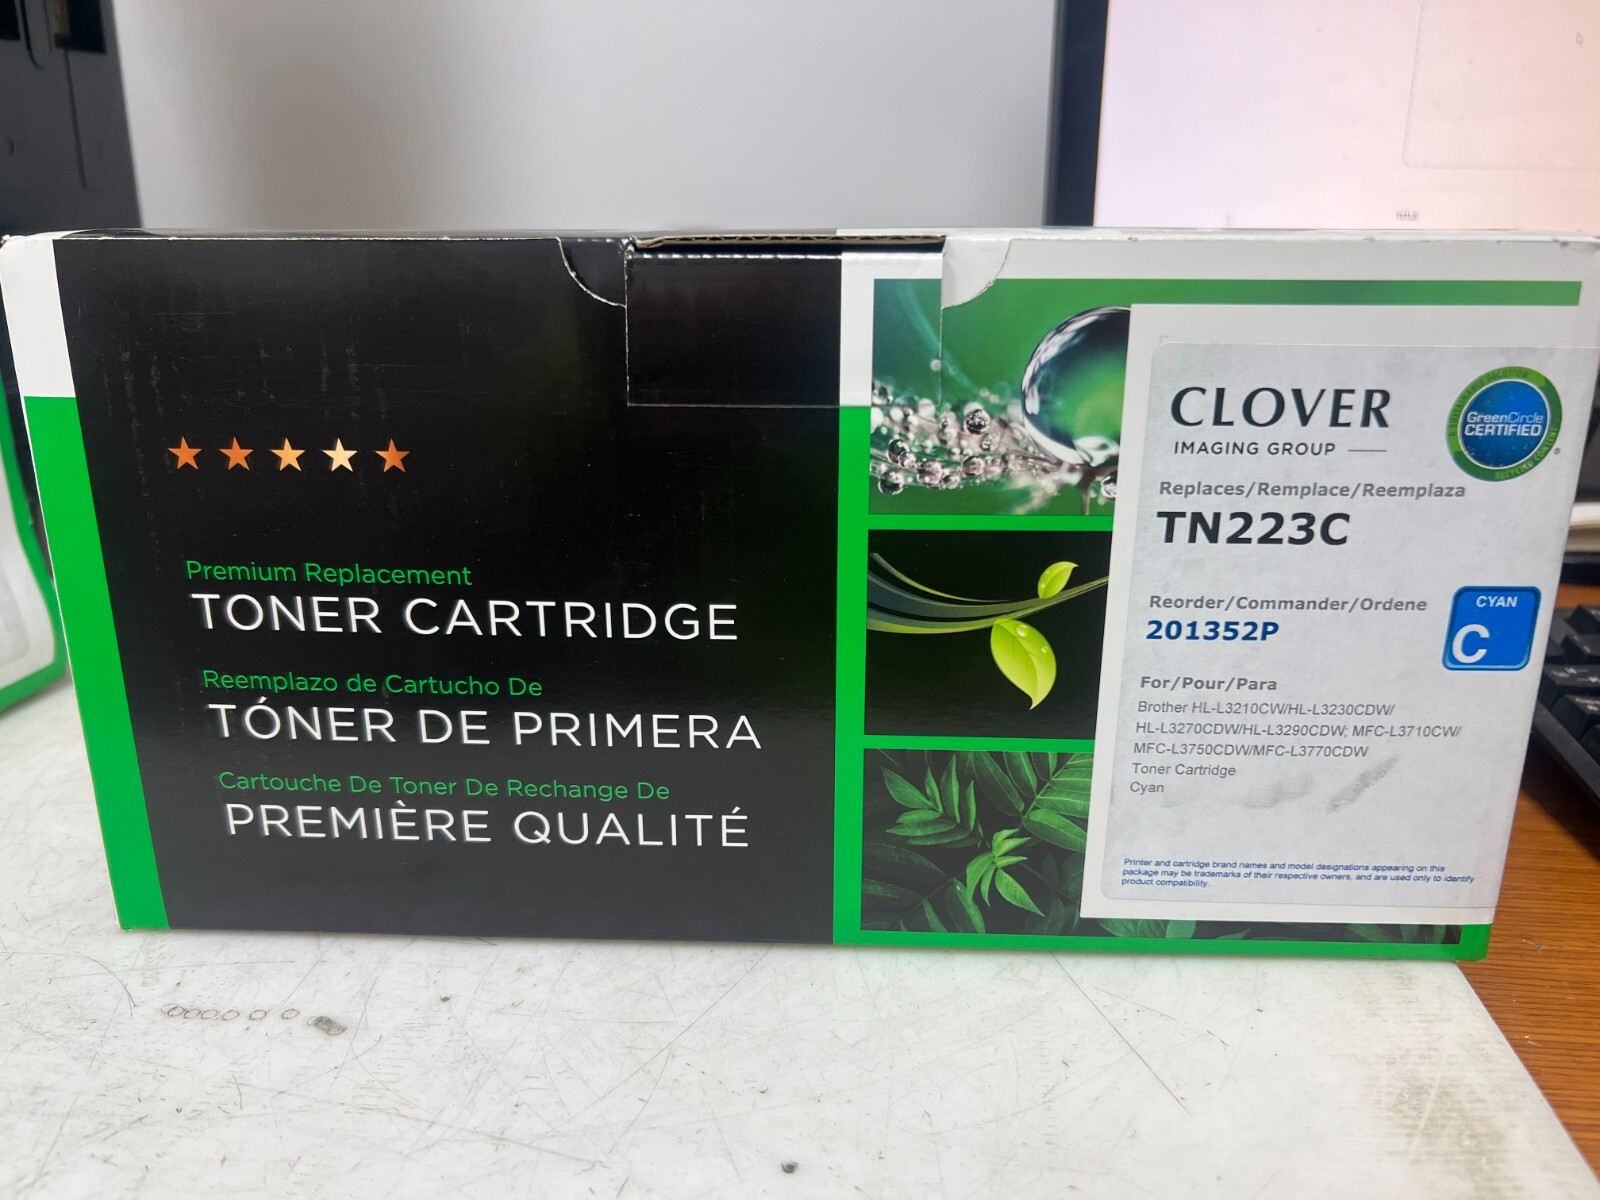 Premium Replacement
TONER CARTRIDGE
Reemplazo de Cartucho De
TÓNER DE PRIMERA
Cartouche De Toner De Rechange De
PREMIÈRE QUALITÉ
CLOVER
IMAGING GROUP
GreenCircle
CERTIFIED
RECYCLED CONTENT
Replaces/Remplace/Reemplaza
TN223C
Reorder/Commander/Ordene
201352P
CYAN
C
For/Pour/Para
Brother HL-L3210CW/HL-L3230CDW/
HL-L3270CDW/HL-L3290CDW; MFC-L3710CW/
MFC-L3750CDW/MFC-L3770CDW
Toner Cartridge
Cyan
Printer and cartridge brand names and model designations appearing on this
package may be trademarks of their respective owners, and are used only to identify
product compatibility.